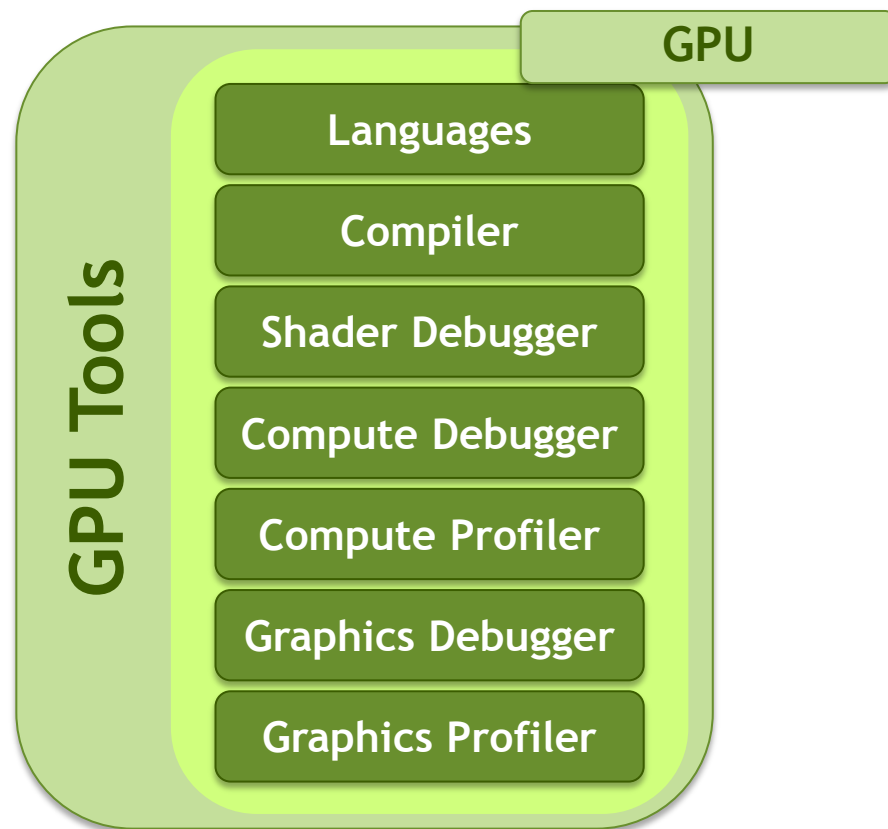 GPU
GPU Tools
Languages
Compiler
Shader Debugger
Compute Debugger
Compute Profiler
Graphics Debugger
Graphics Profiler